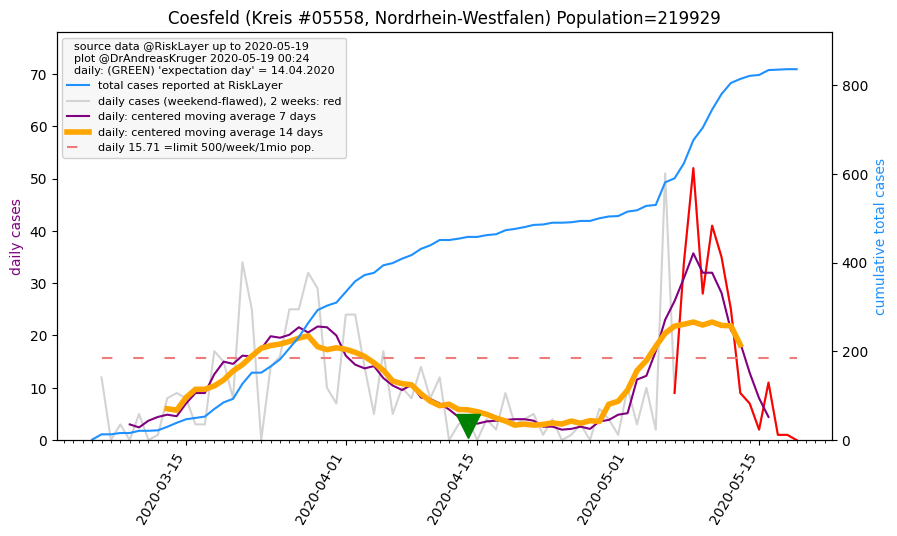 Coesfeld (Kreis #05558, Nordrhein-Westfalen) Population=219929
source data @RiskLayer up to 2020-05-19
plot @DrAndreasKruger 2020-05-19 00:24
daily: (GREEN) 'expectation day' = 14.04.2020
total cases reported at RiskLayer
daily cases (weekend-flawed), 2 weeks: red
daily: centered moving average 7 days
daily: centered moving average 14 days
daily 15.71 =limit 500/week/1mio pop.
daily cases
70
60
50
40
30
20
10
0
cumulative total cases
800
600
400
200
0
2020-03-15
2020-04-01
2020-04-15
2020-05-01
2020-05-15